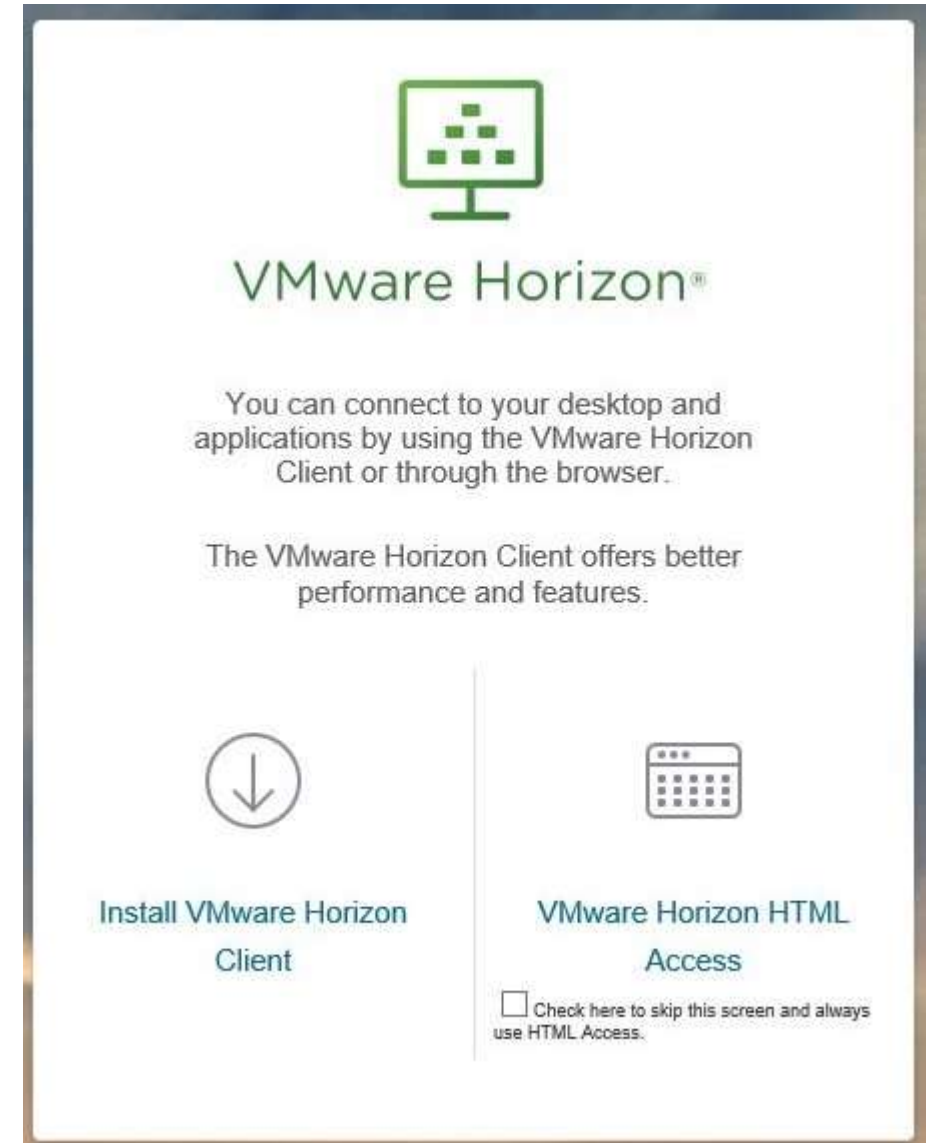 VMware Horizon®
You can connect to your desktop and
applications by using the VMware Horizon
Client or through the browser.
The VMware Horizon Client offers better
performance and features.
Install VMware Horizon
Client
VMware Horizon HTML
Access
Check here to skip this screen and always
use HTML Access.